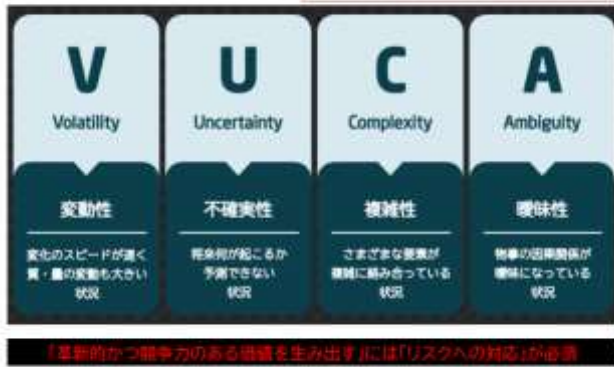 V
Volatility
変動性
変化のスピードが速く
質・量の変動も大きい
状況
U
Uncertainty
不確実性
将来何が起こるか
予測できない
状況
C
Complexity
複雑性
さまざまな要素が
複雑に絡み合っている
状況
A
Ambiguity
曖昧性
物事の因果関係が
曖昧になっている
状況
「革新的かつ競争力のある価値を生み出す」には「リスクへの対応」が必須